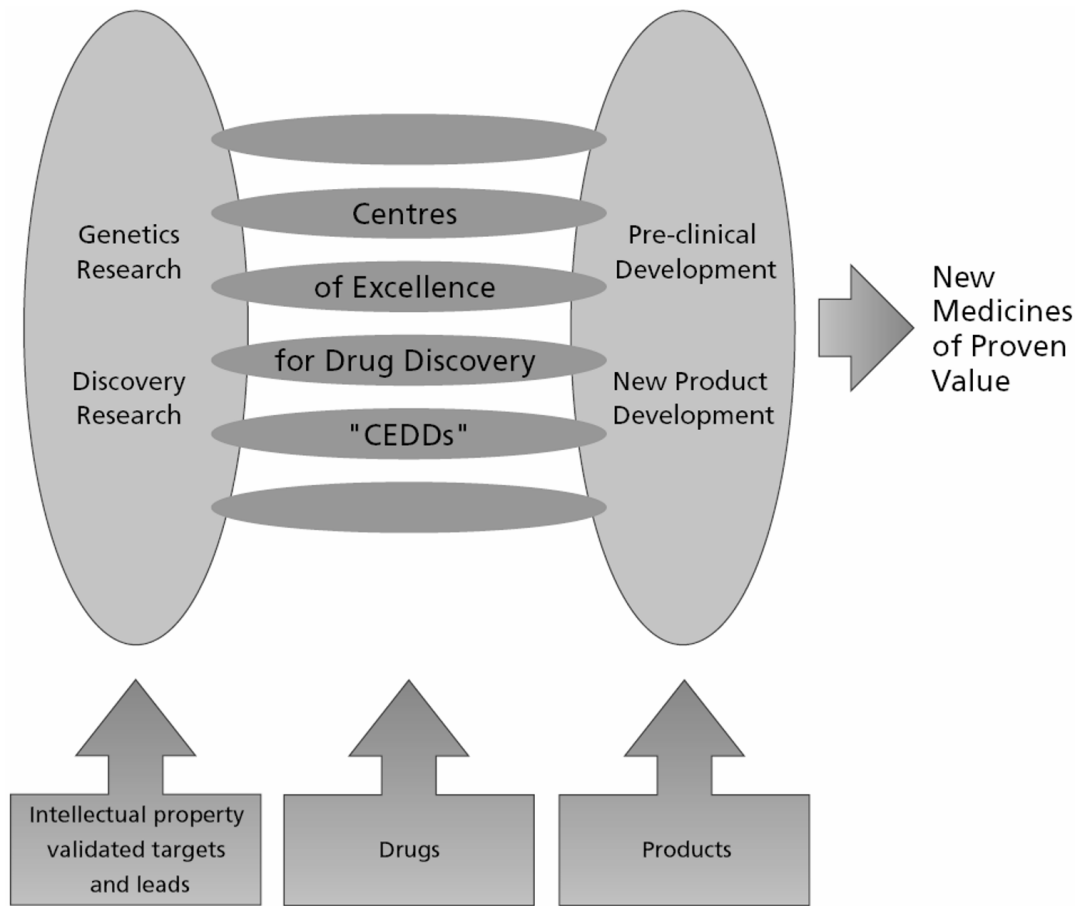 Genetics
Research
Discovery
Research
Centres
of Excellence
for Drug Discovery
"CEDDs"
Pre-clinical
Development
New Product
Development
New
Medicines
of Proven
Value
Intellectual property
validated targets
and leads
Drugs
Products